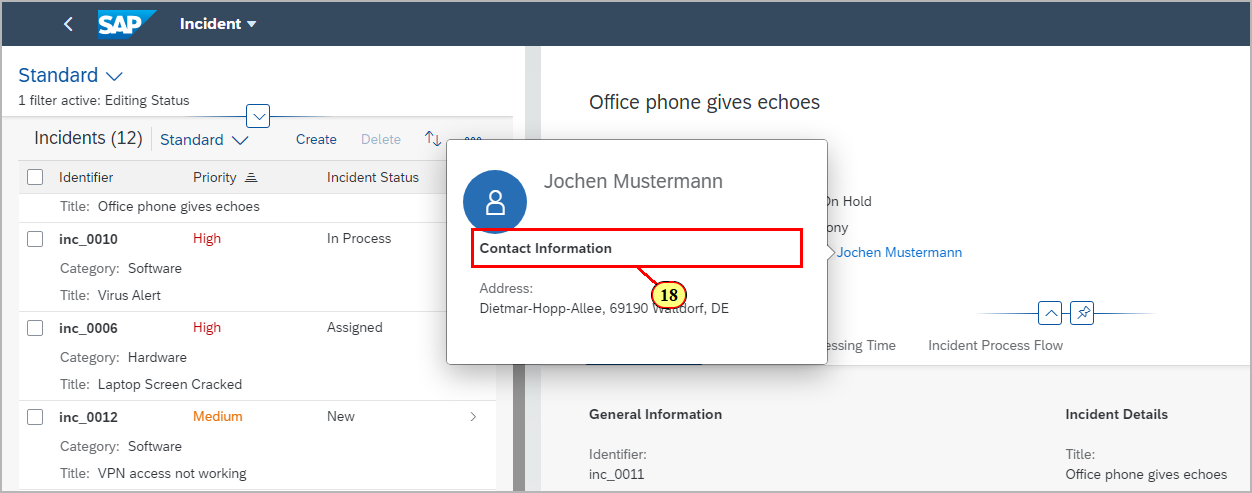 SAP Incident
Standard
1 filter active: Editing Status
Incidents (12) Standard Create Delete
Identifier Priority Incident Status
Title: Office phone gives echoes
inc_0010 High In Process
Category: Software
Title: Virus Alert
inc_0006 High Assigned
Category: Hardware
Title: Laptop Screen Cracked
inc_0012 Medium New
Category: Software
Title: VPN access not working
Jochen Mustermann
Contact Information
18
Address:
Dietmar-Hopp-Allee, 69190 Walldorf, DE
Office phone gives echoes
On Hold
ony
Jochen Mustermann
essing Time Incident Process Flow
General Information Incident Details
Identifier: Title:
inc_0011 Office phone gives echoes